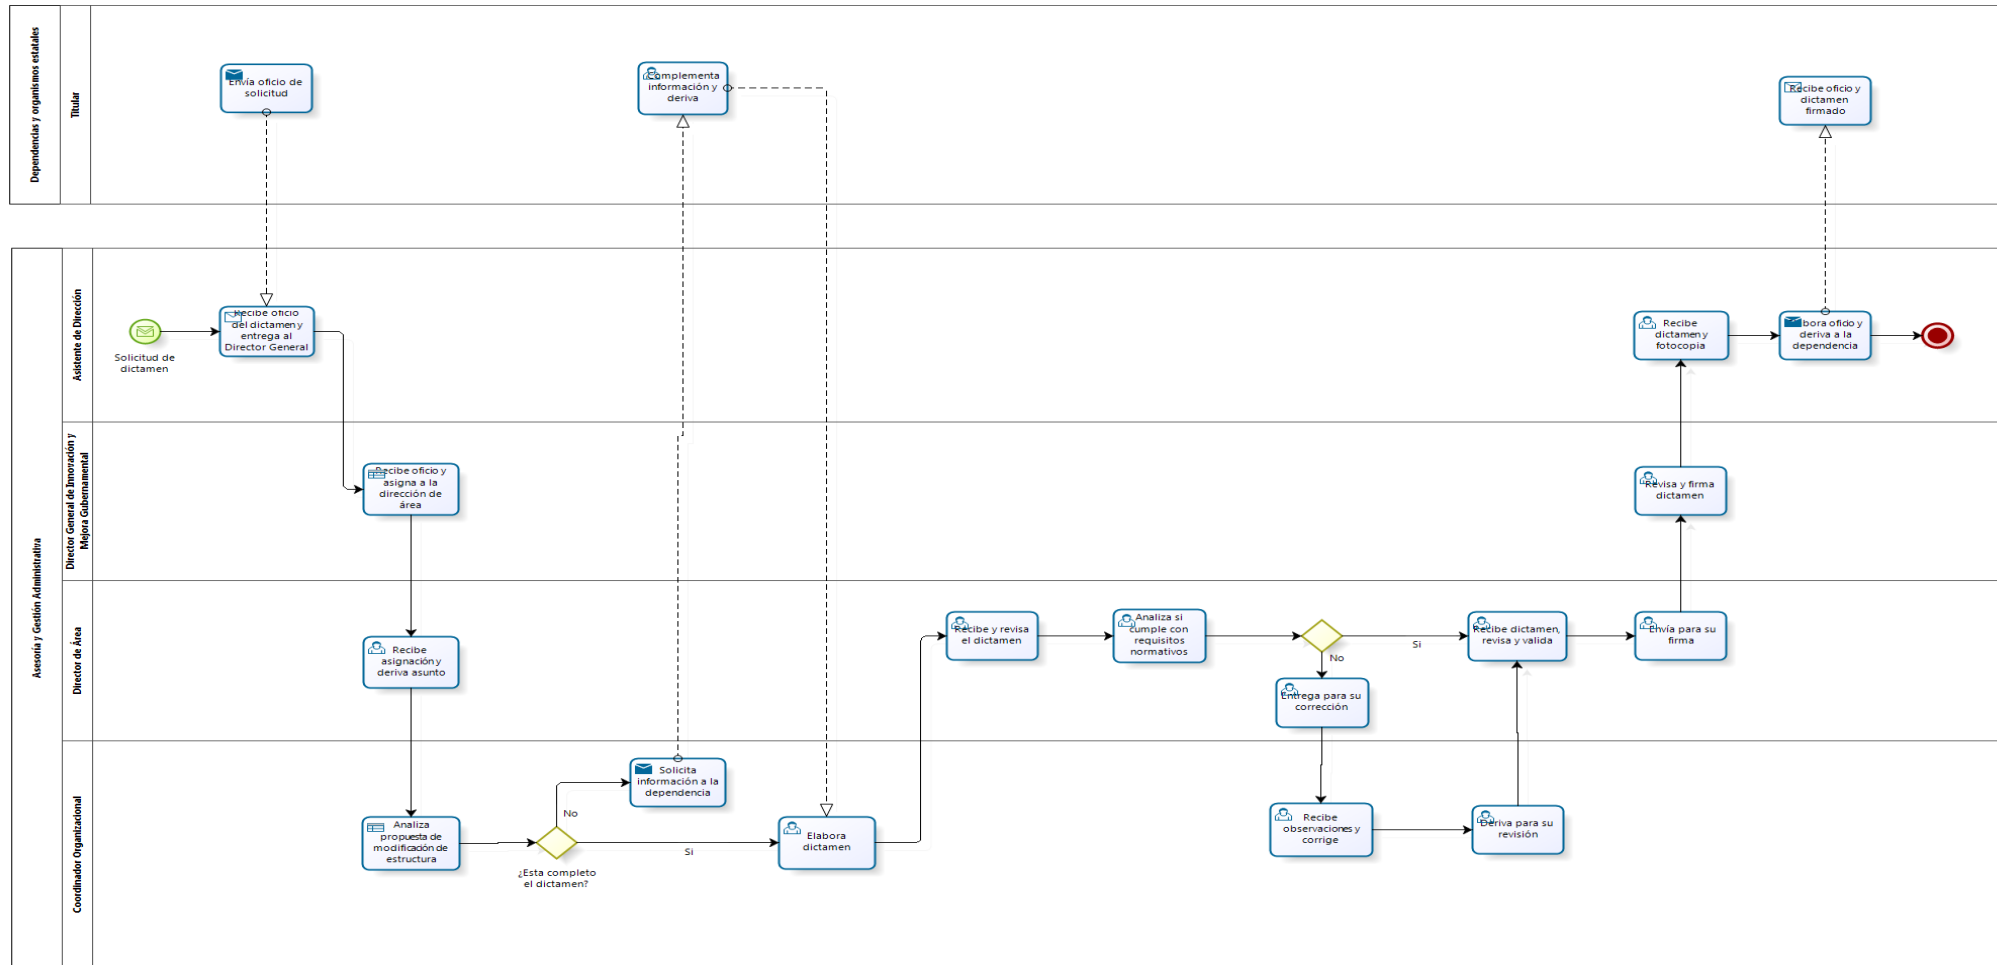 Dependencias y organismos estatales
Titular
Envía oficio de
solicitud
Complementa
información y
deriva
Recibe oficio y
dictamen
firmado
Asesoría y Gestión Administrativa
Asistente de Dirección
Solicitud de
dictamen
Recibe oficio
del dictamen y
entrega al
Director General
Recibe
dictamen y
fotocopia
bora oficio y
deriva a la
dependencia
Director General de Innovación y
Mejora Gubernamental
Recibe oficio y
asigna a la
dirección de
área
Revisa y firma
dictamen
Director de Área
Recibe
asignación y
deriva asunto
Recibe y revisa
el dictamen
Analiza si
cumple con
requisitos
normativos
Si
No
Recibe dictamen,
revisa y valida
Envía para su
firma
Entrega para su
corrección
Coordinador Organizacional
Analiza
propuesta de
modificación de
estructura
¿Esta completo
el dictamen?
No
Si
Solicita
información a la
dependencia
Elabora
dictamen
Recibe
observaciones y
corrige
Deriva para su
revisión